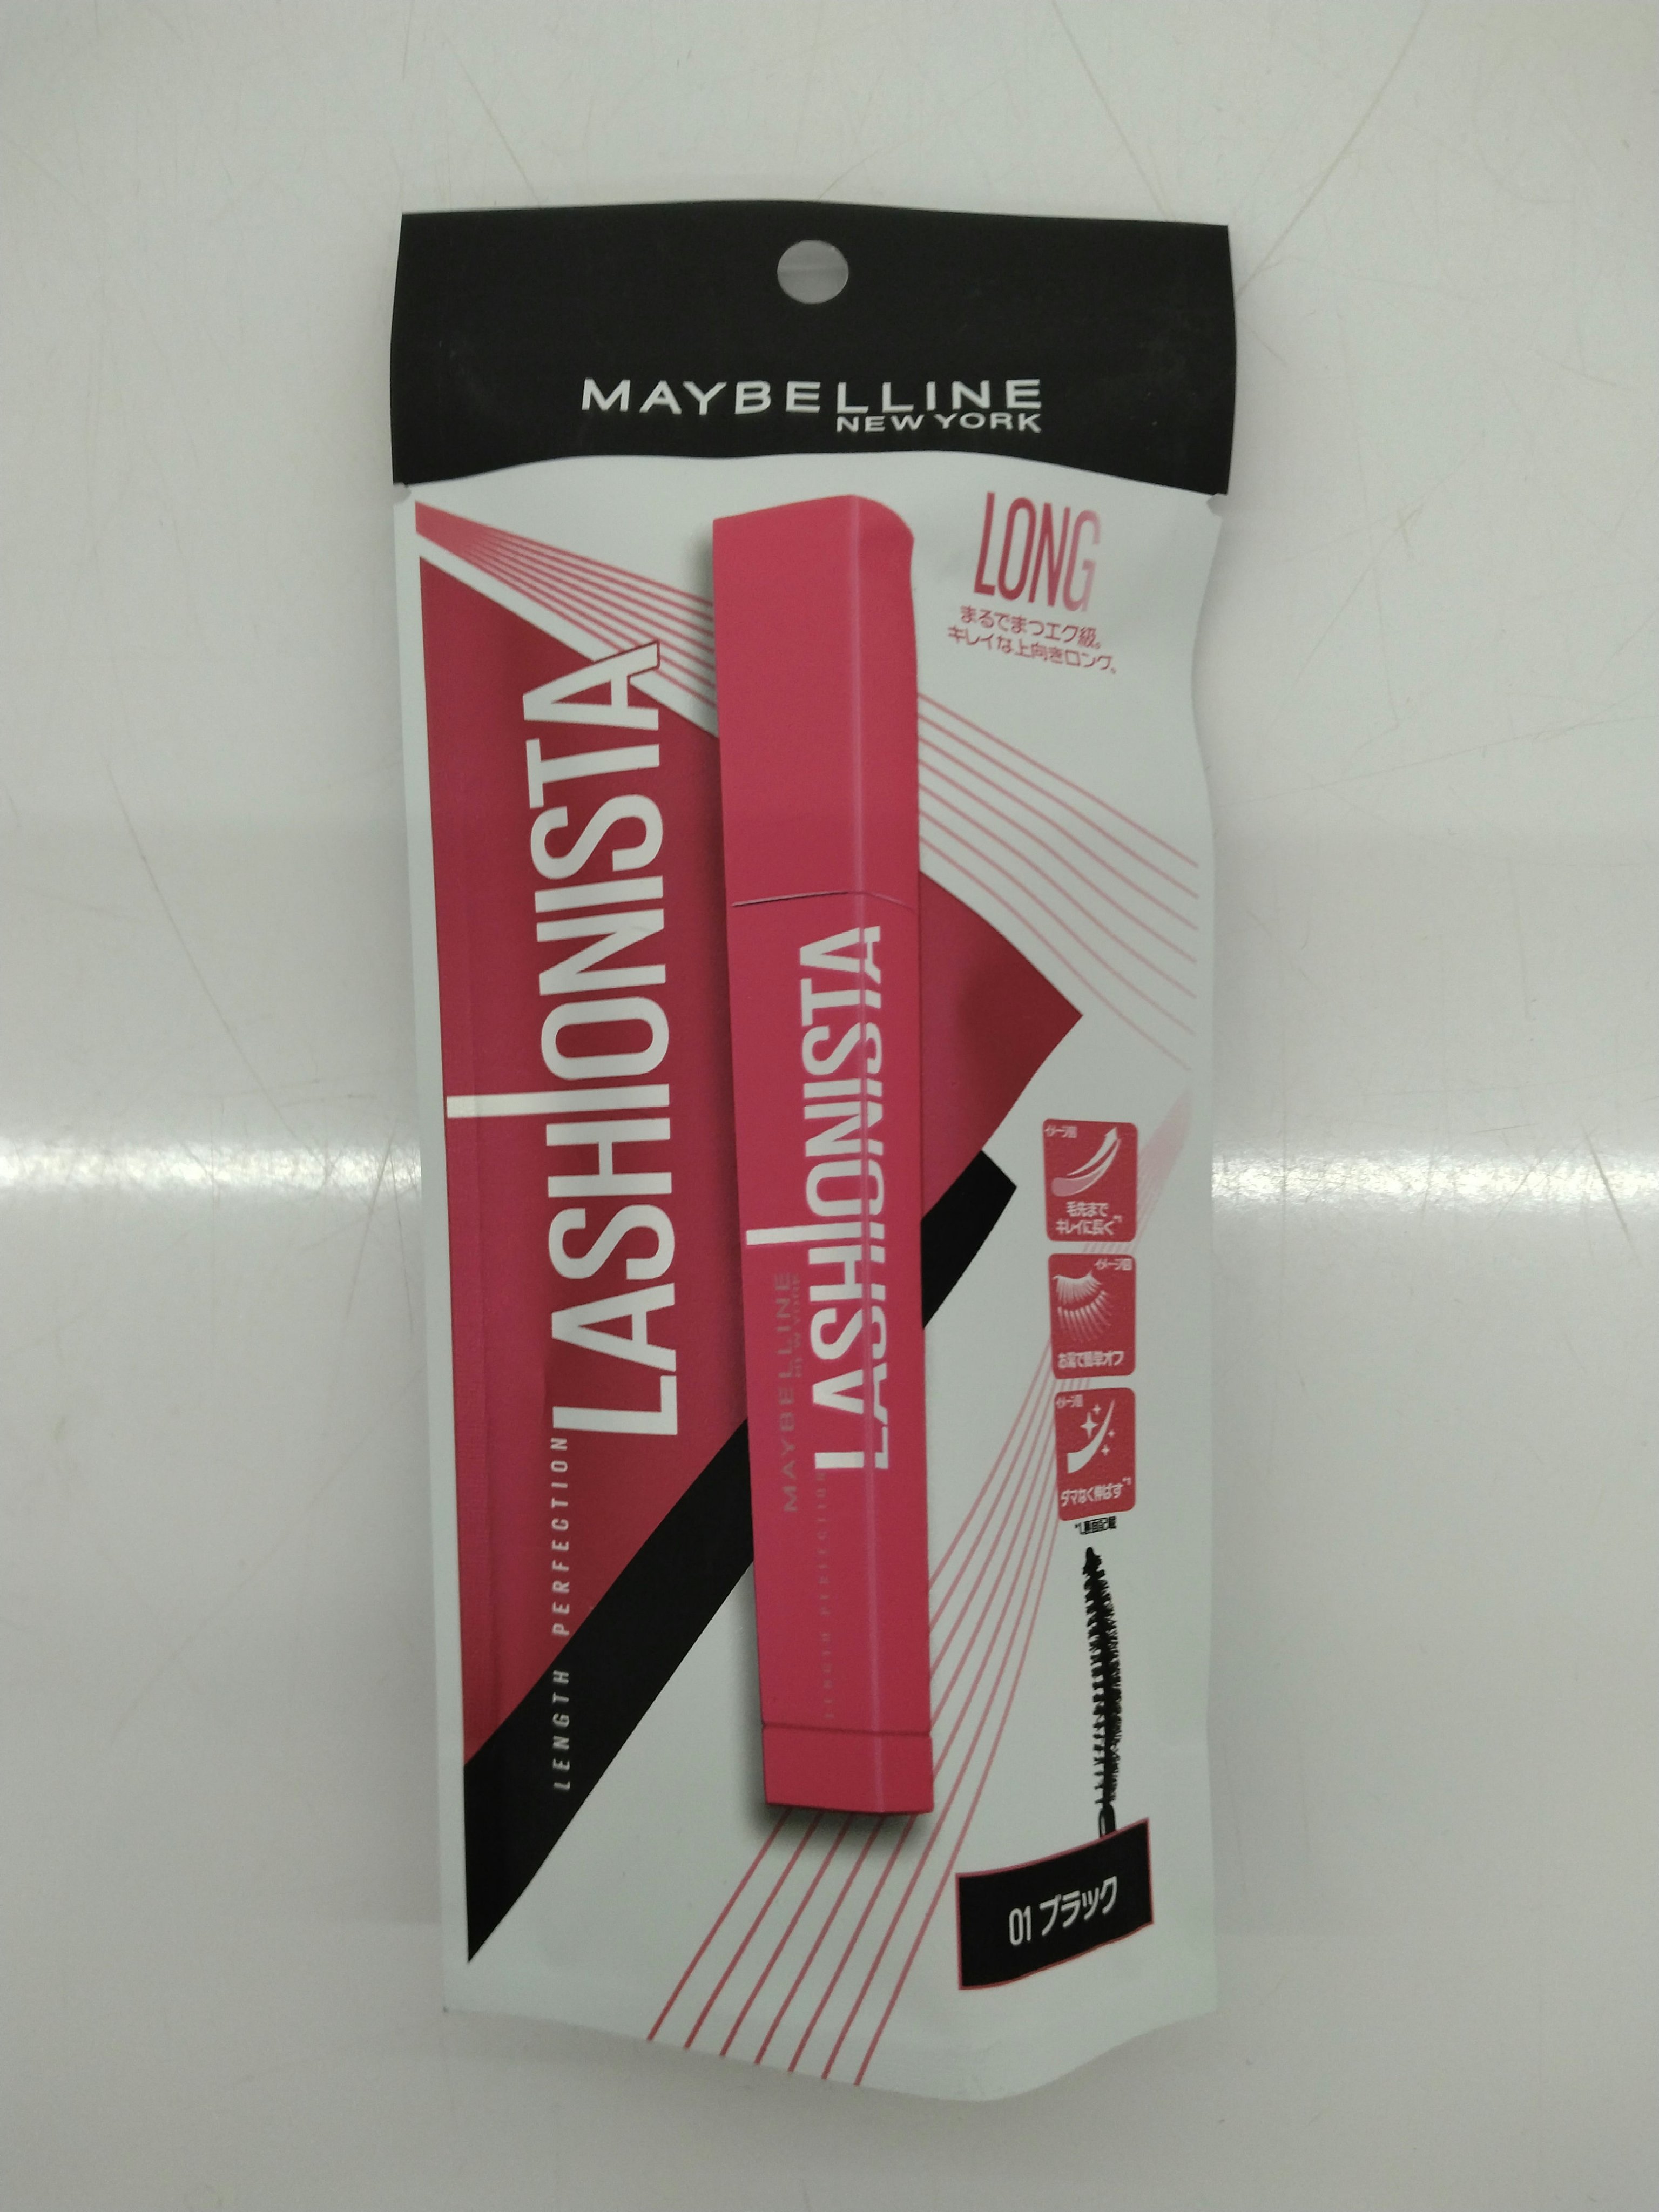 MAYBELLINE
NEW YORK
LONG
まるでまつエク級。
キレイな上向きロング。
LASHIONISTA
LENGTH PERFECTION
LASHIONISTA
MAYBELLINE
NEW YORK
LENGTH PERFECTION
イメージ図
毛先まで
キレイに長く*1
イメージ図
お湯で簡単オフ
イメージ図
ダマなく伸ばす
01 ブラック